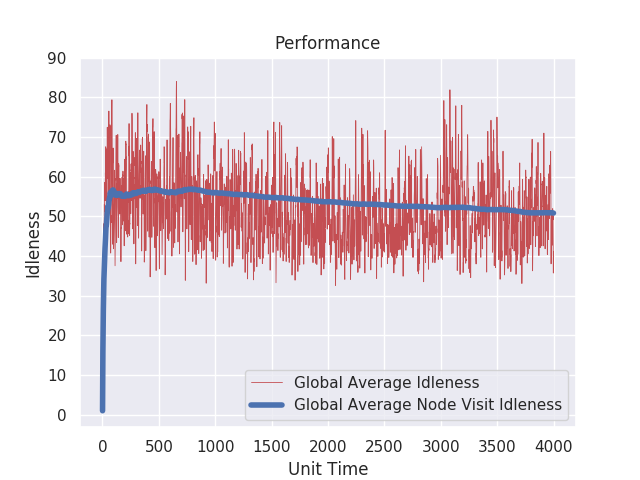 Performance
90
80
70
60
50
40
30
20
10
0
Idleness
Global Average Idleness
Global Average Node Visit Idleness
0 500 1000 1500 2000 2500 3000 3500 4000
Unit Time